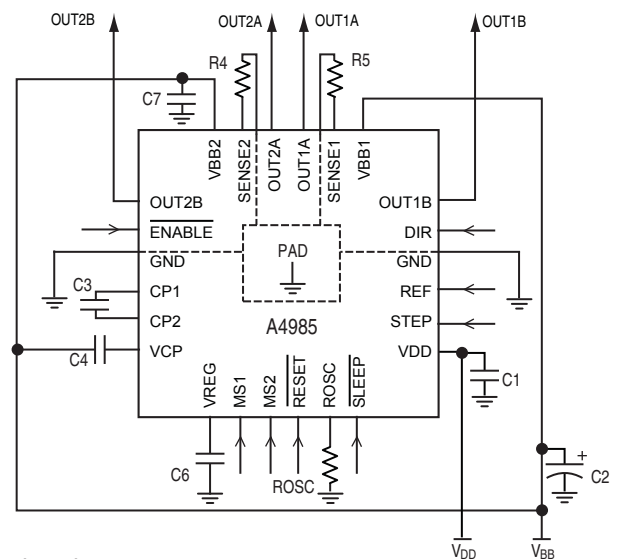 OUT2B
OUT2A
OUT1A
OUT1B
R4
R5
C7
VBB2
SENSE2
OUT2A
OUT1A
SENSE1
VBB1
OUT2B
OUT1B
ENABLE
DIR
GND
PAD
GND
C3
CP1
REF
CP2
A4985
STEP
C4
VCP
VDD
C1
VREG
MS1
MS2
RESET
ROSC
SLEEP
C6
ROSC
+
C2
VDD
VBB